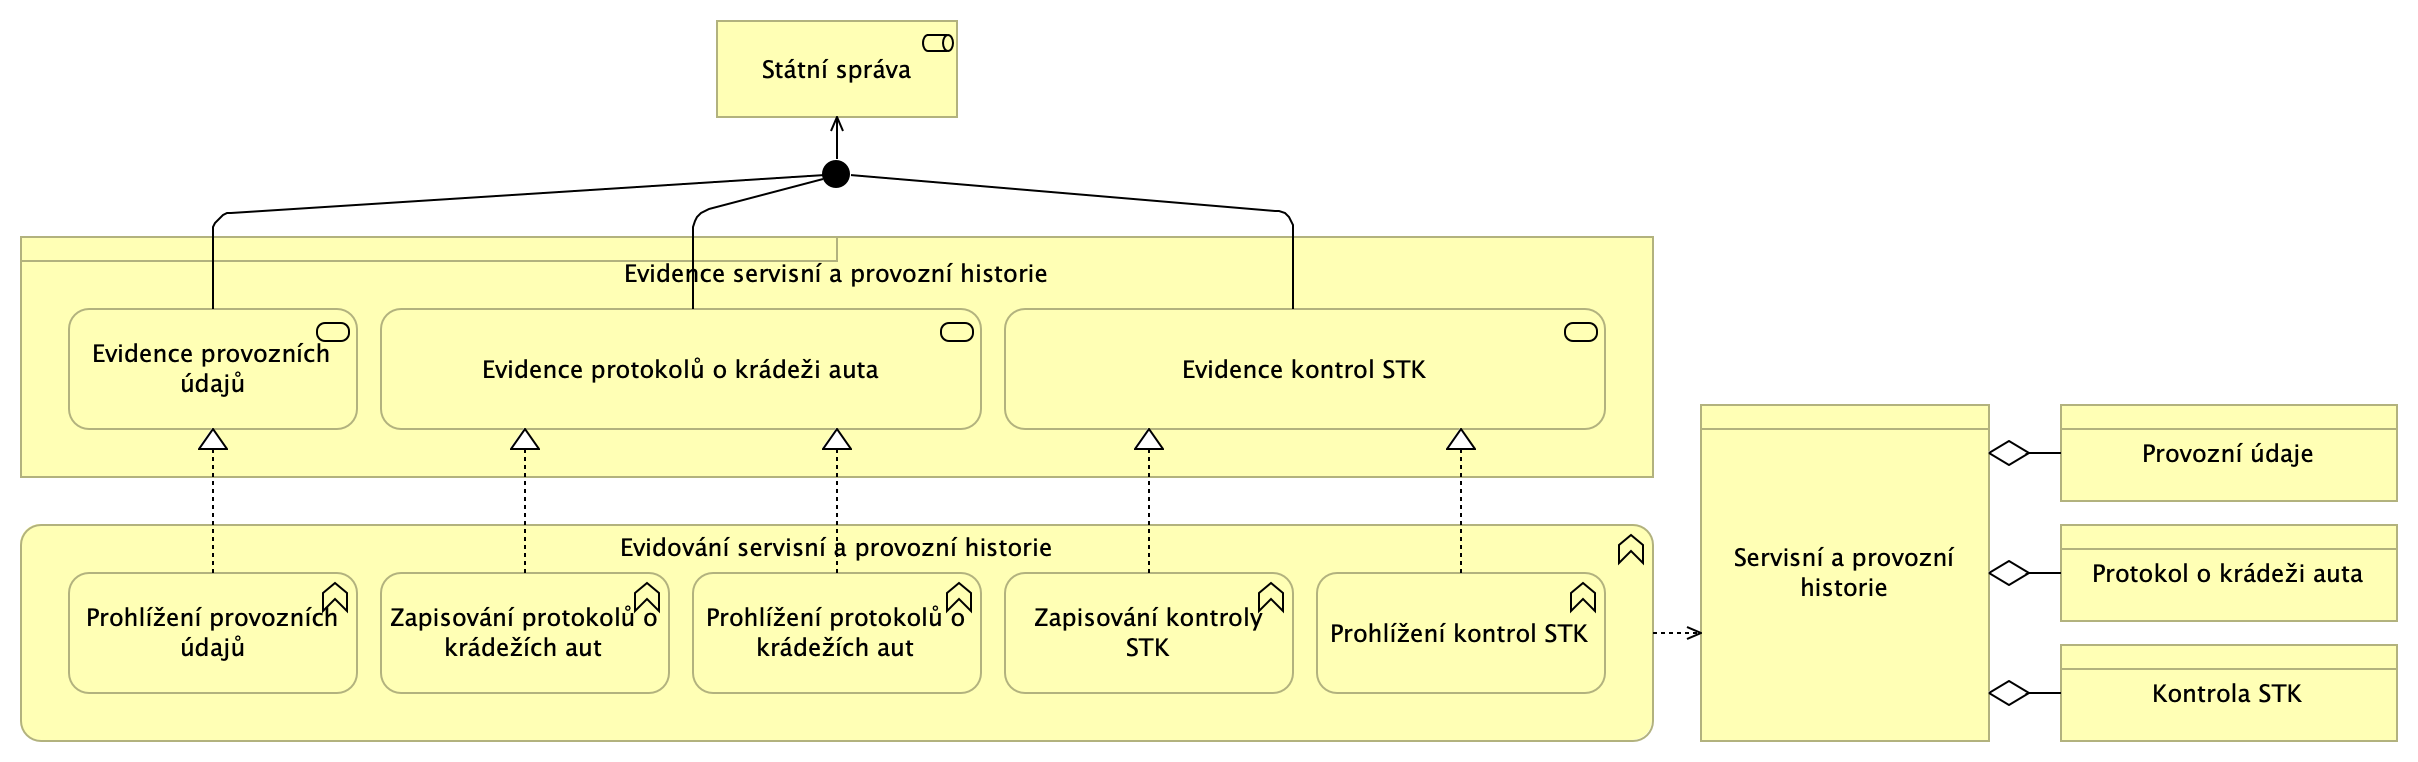 Státní správa
Evidence servisní a provozní historie
Evidence provozních
údajů
Evidence protokolů o krádeži auta
Evidence kontrol STK
Evidování servisní a provozní historie
Prohlížení provozních
údajů
Zapisování protokolů o
krádežích aut
Prohlížení protokolů o
krádežích aut
Zapisování kontroly
STK
Prohlížení kontrol STK
Servisní a provozní
historie
Provozní údaje
Protokol o krádeži auta
Kontrola STK